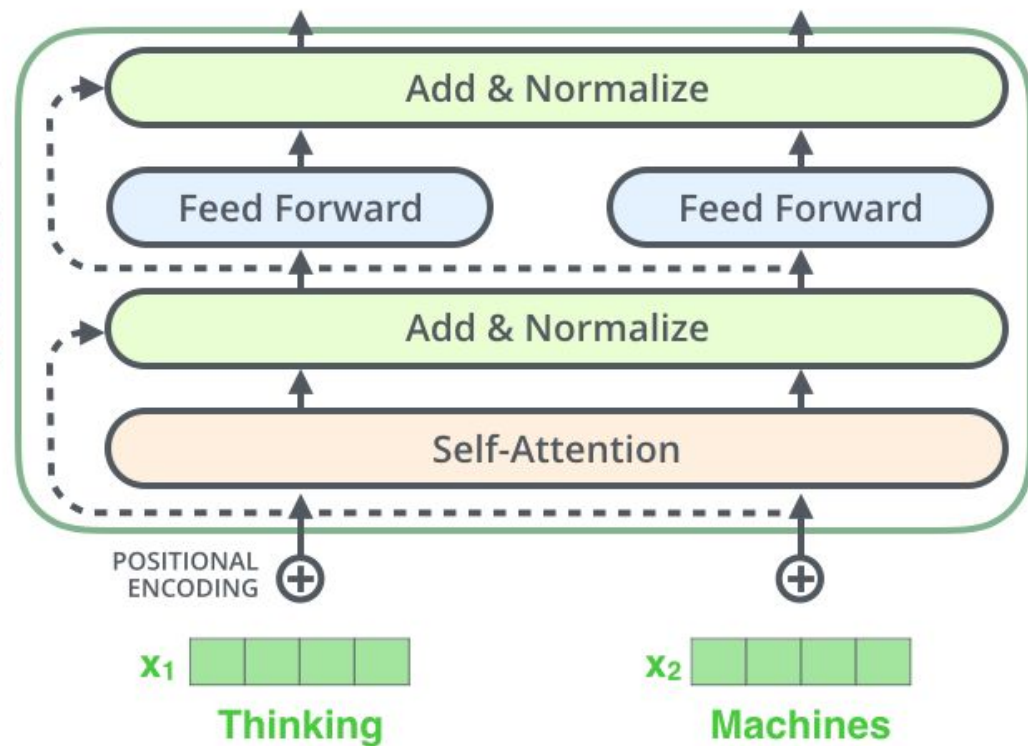 Add & Normalize
Feed Forward Feed Forward
Add & Normalize
Self-Attention
POSITIONAL
ENCODING
x₁ x₂
Thinking Machines